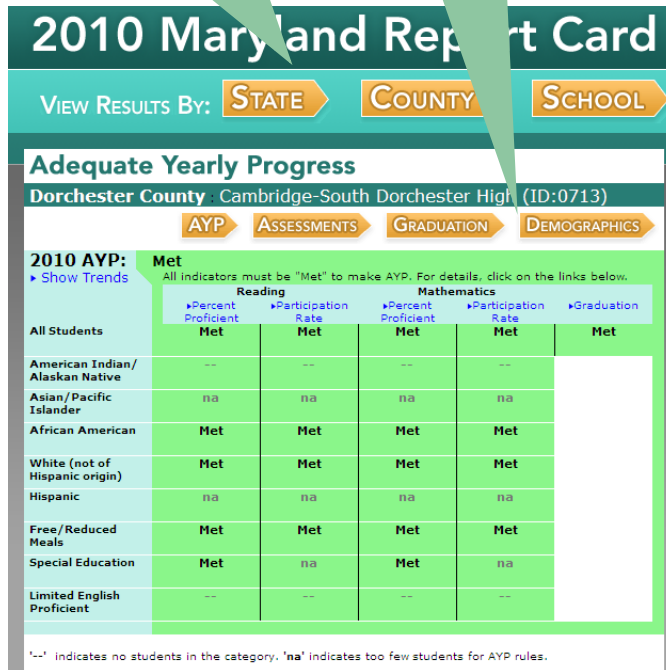 2010 Maryland Report Card
VIEW RESULTS BY: STATE COUNTY SCHOOL
Adequate Yearly Progress
Dorchester County : Cambridge-South Dorchester High (ID:0713)
AYP ASSESSMENTS GRADUATION DEMOGRAPHICS
2010 AYP: Met
Show Trends All indicators must be "Met" to make AYP. For details, click on the links below.
Reading Mathematics
Percent Proficient Participation Rate Percent Proficient Participation Rate Graduation
All Students Met Met Met Met Met
American Indian/ Alaskan Native -- -- -- --
Asian/Pacific Islander na na na na
African American Met Met Met Met
White (not of Hispanic origin) Met Met Met Met
Hispanic na na na na
Free/Reduced Meals Met Met Met Met
Special Education Met na Met na
Limited English Proficient -- -- -- --
'--' indicates no students in the category. 'na' indicates too few students for AYP rules.